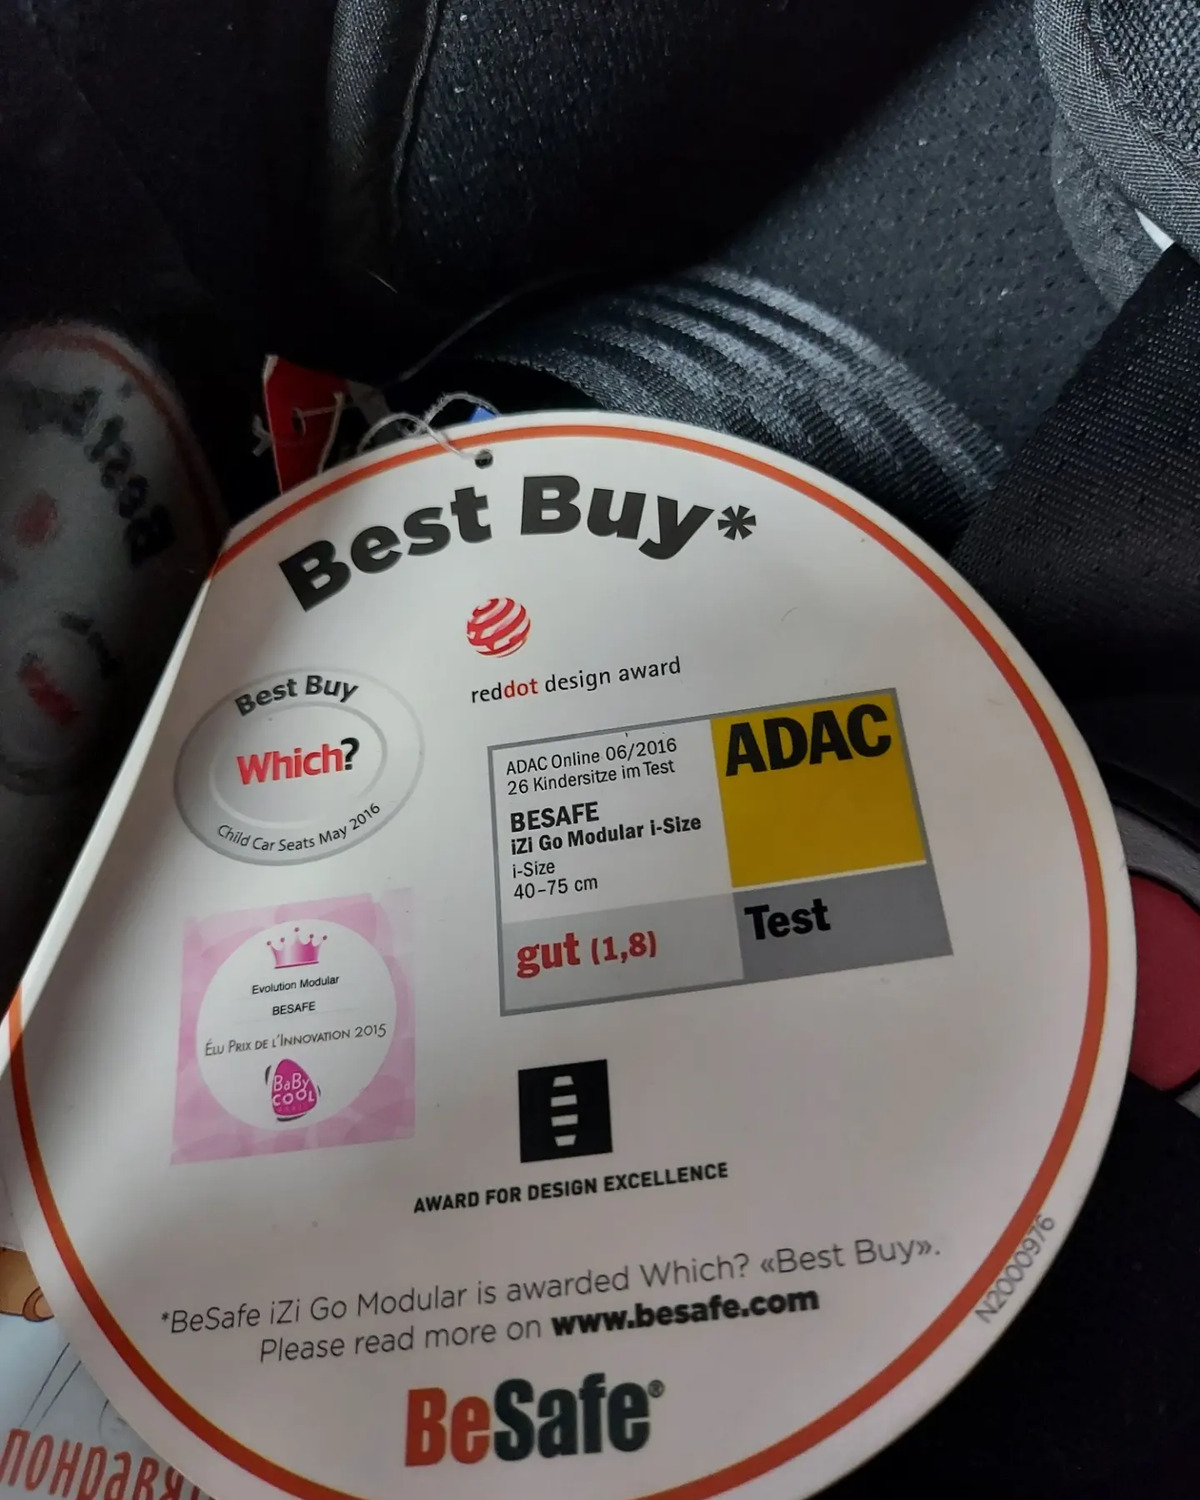 Best Buy*
reddot design award
Best Buy
Which?
Child Car Seats May 2016
ADAC Online 06/2016
26 Kindersitze im Test
BESAFE
iZi Go Modular i-Size
i-Size
40-75 cm
gut (1,8)
ADAC
Test
Evolution Modular
BESAFE
Élu Prix de l'Innovation 2015
BaBy
COOL
AWARD FOR DESIGN EXCELLENCE
*BeSafe iZi Go Modular is awarded Which? «Best Buy».
Please read more on www.besafe.com
BeSafe®
N2000976